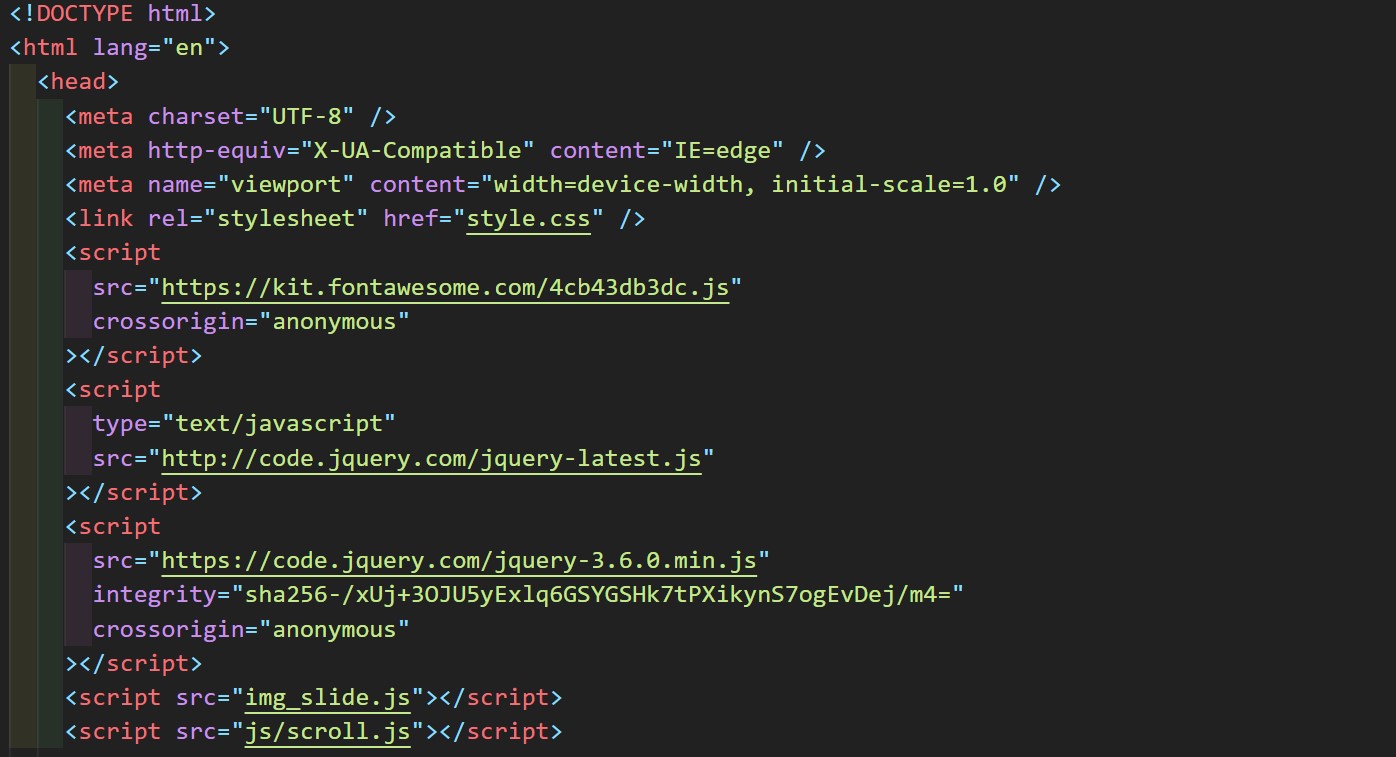 <!DOCTYPE html>
<html lang="en">
<head>
<meta charset="UTF-8" />
<meta http-equiv="X-UA-Compatible" content="IE=edge" />
<meta name="viewport" content="width=device-width, initial-scale=1.0" />
<link rel="stylesheet" href="style.css" />
<script
src="https://kit.fontawesome.com/4cb43db3dc.js"
crossorigin="anonymous"
></script>
<script
type="text/javascript"
src="http://code.jquery.com/jquery-latest.js"
></script>
<script
src="https://code.jquery.com/jquery-3.6.0.min.js"
integrity="sha256-/xUj+3OJU5yExlq6GSYGSHk7tPXikynS7ogEvDej/m4="
crossorigin="anonymous"
></script>
<script src="img_slide.js"></script>
<script src="js/scroll.js"></script>